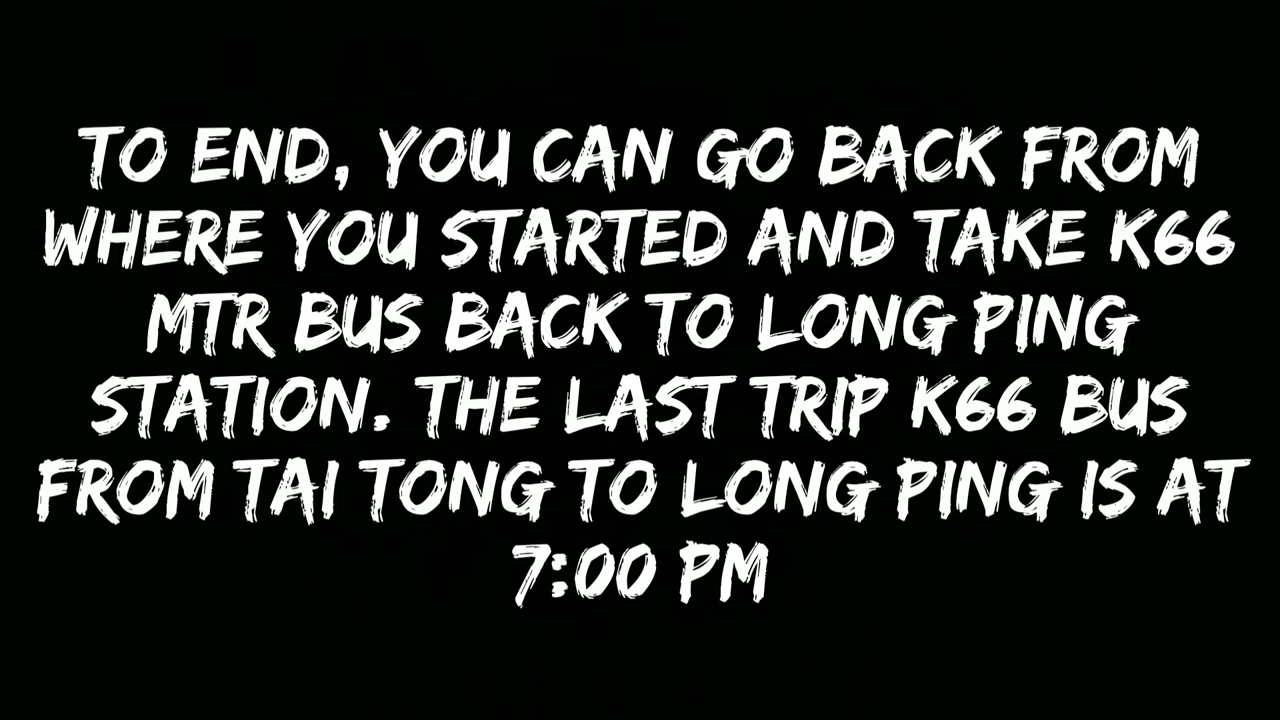 TO END, YOU CAN GO BACK FROM
WHERE YOU STARTED AND TAKE K66
MTR BUS BACK TO LONG PING
STATION. THE LAST TRIP K66 BUS
FROM TAI TONG TO LONG PING IS AT
7:00 PM